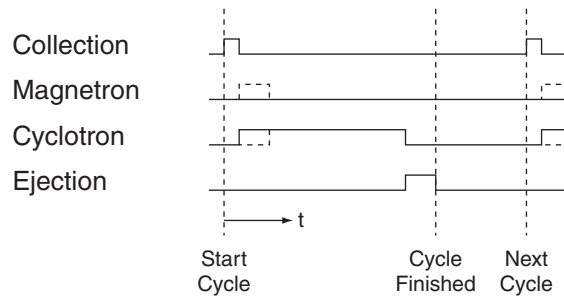 Collection
Magnetron
Cyclotron
Ejection
t
Start
Cycle
Cycle
Finished
Next
Cycle